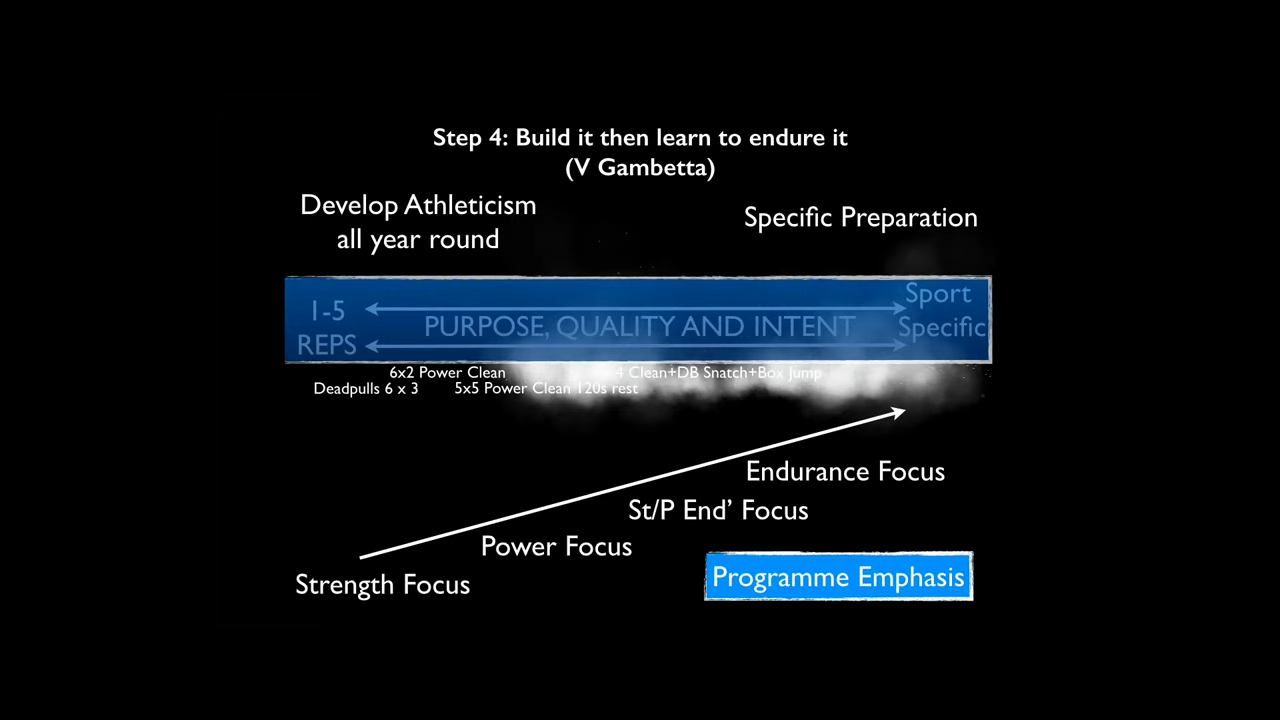 Step 4: Build it then learn to endure it
(V Gambetta)
Develop Athleticism
all year round
Specific Preparation
1-5
REPS
PURPOSE, QUALITY AND INTENT
Sport
Specific
6x2 Power Clean
4 Clean+DB Snatch+Box Jump
Deadpulls 6 x 3
5x5 Power Clean 120s rest
Endurance Focus
St/P End’ Focus
Power Focus
Strength Focus
Programme Emphasis